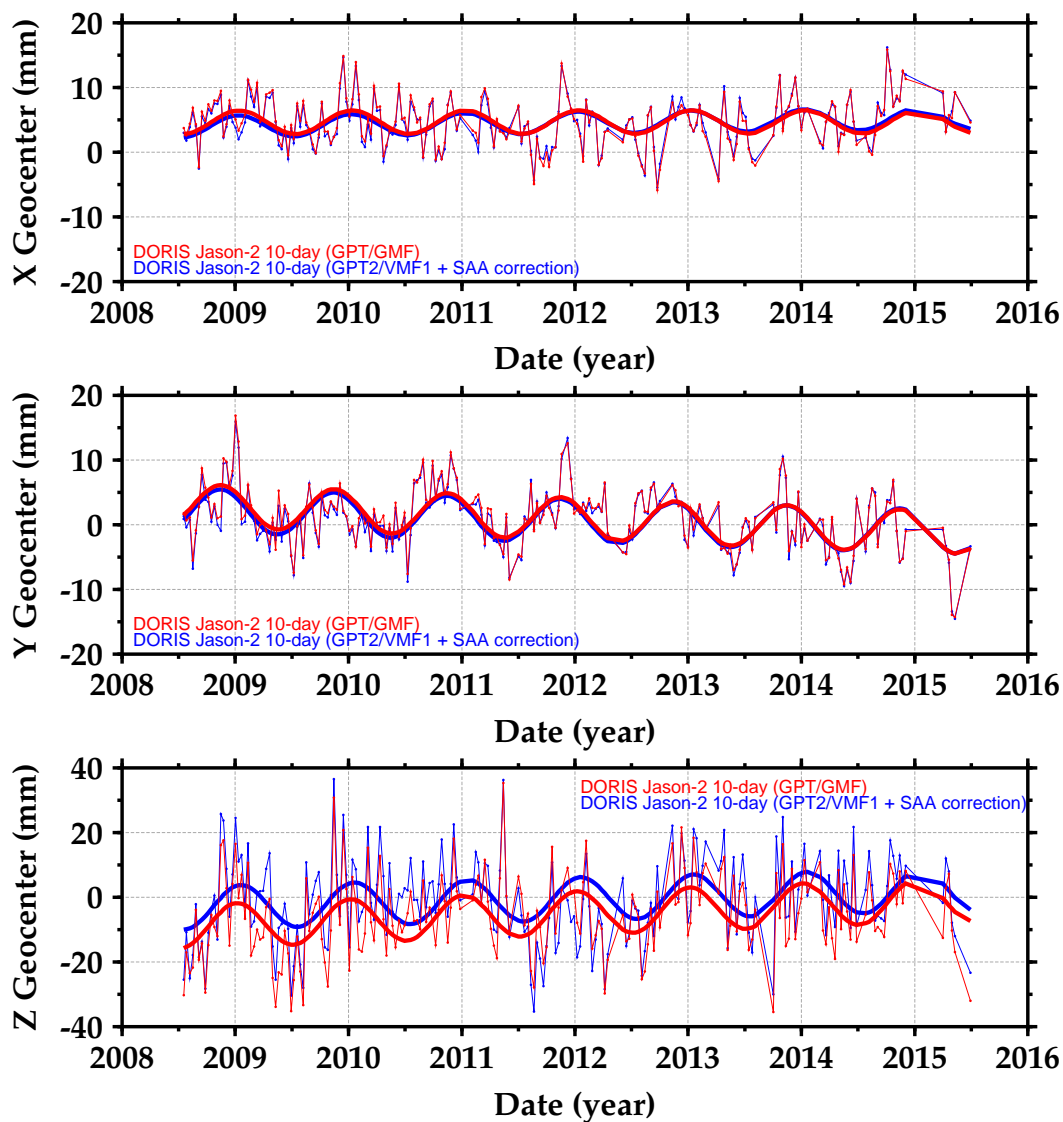 20
10
0
-10
-20
X Geocenter (mm)
DORIS Jason-2 10-day (GPT/GMF)
DORIS Jason-2 10-day (GPT2/VMF1 + SAA correction)
2008 2009 2010 2011 2012 2013 2014 2015 2016
Date (year)
20
10
0
-10
-20
Y Geocenter (mm)
DORIS Jason-2 10-day (GPT/GMF)
DORIS Jason-2 10-day (GPT2/VMF1 + SAA correction)
2008 2009 2010 2011 2012 2013 2014 2015 2016
Date (year)
40
20
0
-20
-40
Z Geocenter (mm)
DORIS Jason-2 10-day (GPT/GMF)
DORIS Jason-2 10-day (GPT2/VMF1 + SAA correction)
2008 2009 2010 2011 2012 2013 2014 2015 2016
Date (year)